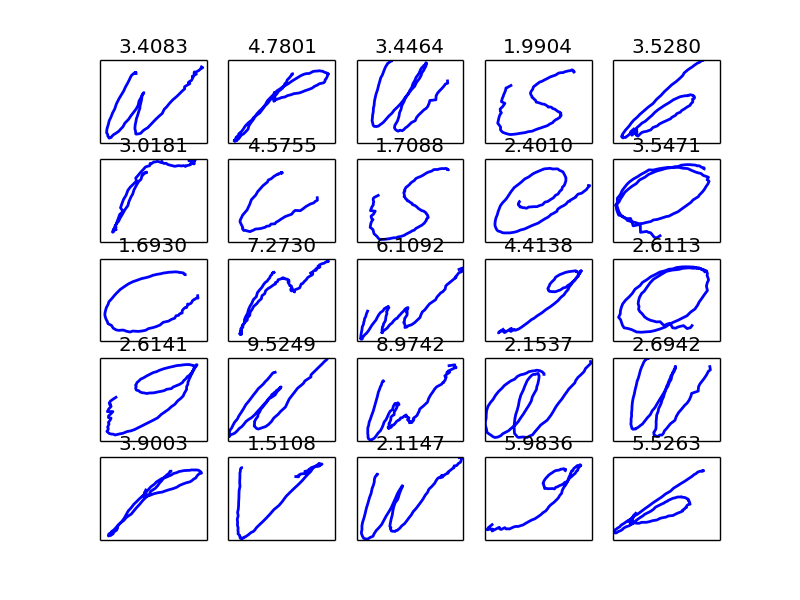 3.4083 4.7801 3.4464 1.9904 3.5280
w p s b
3.0181 4.5755 1.7088 2.4010 3.5471
r c s e
1.6930 7.2730 6.1092 4.4138 2.6113
c m g
2.6141 9.5249 8.9742 2.1537 2.6942
g w a
3.9003 1.5108 2.1147 5.9836 5.5263
p v w g b